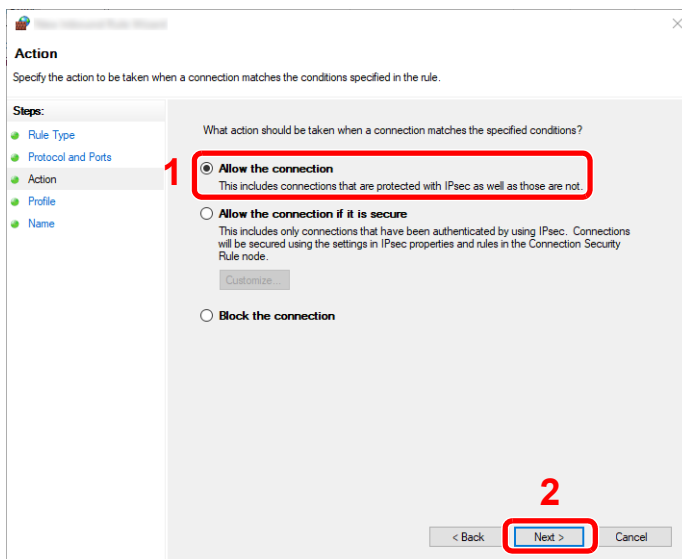 New Inbound Rule Wizard
Action
Specify the action to be taken when a connection matches the conditions specified in the rule.
Steps:
Rule Type
Protocol and Ports
Action
Profile
Name
What action should be taken when a connection matches the specified conditions?
1
Allow the connection
This includes connections that are protected with IPsec as well as those are not.
Allow the connection if it is secure
This includes only connections that have been authenticated by using IPsec. Connections
will be secured using the settings in IPsec properties and rules in the Connection Security
Rule node.
Customize...
Block the connection
2
< Back
Next >
Cancel